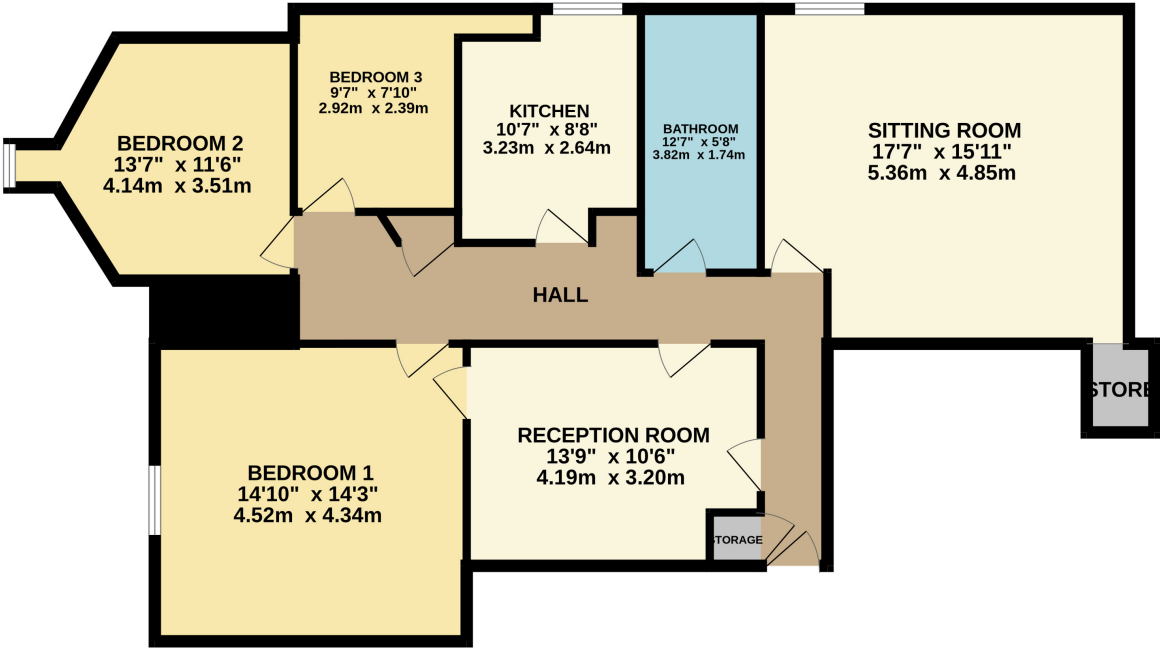 BEDROOM 3
9'7" x 7'10"
2.92m x 2.39m
KITCHEN
10'7" x 8'8"
3.23m x 2.64m
BATHROOM
12'7" x 5'8"
3.82m x 1.74m
SITTING ROOM
17'7" x 15'11"
5.36m x 4.85m
BEDROOM 2
13'7" x 11'6"
4.14m x 3.51m
HALL
STORE
RECEPTION ROOM
13'9" x 10'6"
4.19m x 3.20m
BEDROOM 1
14'10" x 14'3"
4.52m x 4.34m
STORAGE